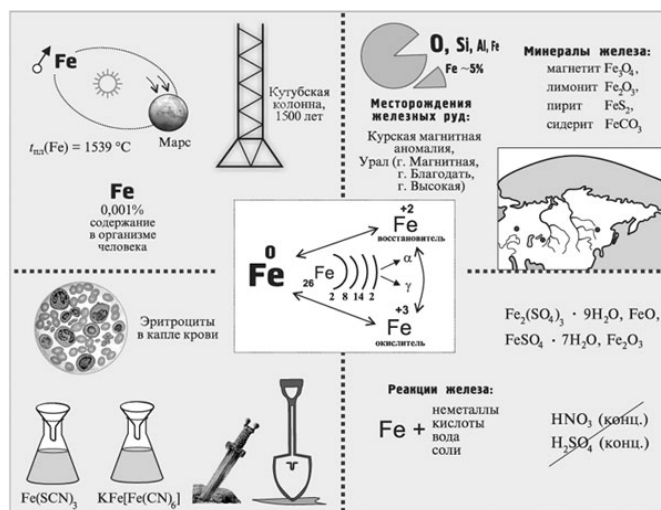 Fe
Марс
t пл(Fe) = 1539 °C
Кутубская
колонна,
1500 лет
Fe
0,001%
содержание
в организме
человека
O, Si, Al, Fe
Fe ~5%
Месторождения
железных руд:
Курская магнитная
аномалия,
Урал (г. Магнитная,
г. Благодать,
г. Высокая)
Минералы железа:
магнетит Fe₃O₄,
лимонит Fe₂O₃,
пирит FeS₂,
сидерит FeCO₃
0
Fe
+2
Fe
восстановитель
₂₆Fe
2 8 14 2
α
γ
+3
Fe
окислитель
Эритроциты
в капле крови
Fe(SCN)₃
KFe[Fe(CN)₆]
Fe₂(SO₄)₃ · 9H₂O, FeO,
FeSO₄ · 7H₂O, Fe₂O₃
Реакции железа:
Fe +
неметаллы
кислоты
вода
соли
HNO₃ (конц.)
H₂SO₄ (конц.)